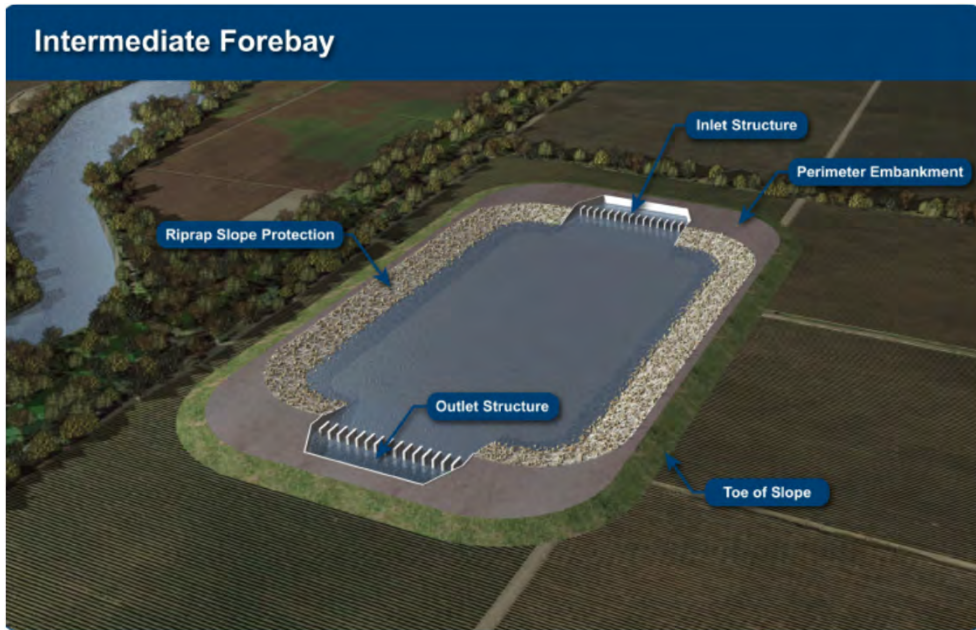 Intermediate Forebay
Inlet Structure
Perimeter Embankment
Riprap Slope Protection
Outlet Structure
Toe of Slope